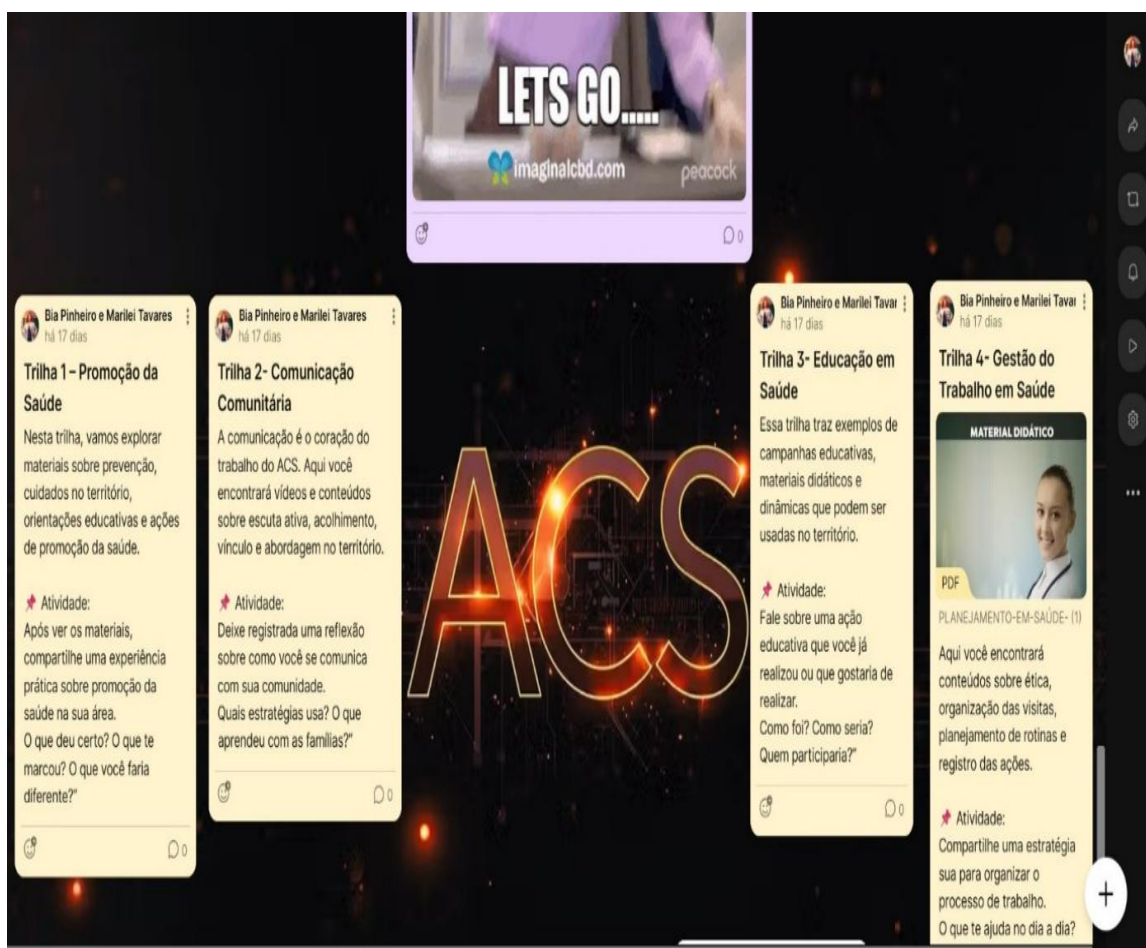 LETS GO.....
imaginalcbd.com
peacock
0
Bia Pinheiro e Marilei Tavares
há 17 dias
Trilha 1 – Promoção da
Saúde
Nesta trilha, vamos explorar
materiais sobre prevenção,
cuidados no território,
orientações educativas e ações
de promoção da saúde.
Atividade:
Após ver os materiais,
compartilhe uma experiência
prática sobre promoção da
saúde na sua área.
O que deu certo? O que te
marcou? O que você faria
diferente?"
0
Bia Pinheiro e Marilei Tavares
há 17 dias
Trilha 2- Comunicação
Comunitária
A comunicação é o coração do
trabalho do ACS. Aqui você
encontrará vídeos e conteúdos
sobre escuta ativa, acolhimento,
vínculo e abordagem no território.
Atividade:
Deixe registrada uma reflexão
sobre como você se comunica
com sua comunidade.
Quais estratégias usa? O que
aprendeu com as famílias?"
0
ACS
Bia Pinheiro e Marilei Tavar
há 17 dias
Trilha 3- Educação em
Saúde
Essa trilha traz exemplos de
campanhas educativas,
materiais didáticos e
dinâmicas que podem ser
usadas no território.
Atividade:
Fale sobre uma ação
educativa que você já
realizou ou que gostaria de
realizar.
Como foi? Como seria?
Quem participaria?"
0
Bia Pinheiro e Marilei Tavar
há 17 dias
Trilha 4- Gestão do
Trabalho em Saúde
MATERIAL DIDÁTICO
PDF
PLANEJAMENTO-EM-SAÚDE- (1)
Aqui você encontrará
conteúdos sobre ética,
organização das visitas,
planejamento de rotinas e
registro das ações.
Atividade:
Compartilhe uma estratégia
sua para organizar o
processo de trabalho.
O que te ajuda no dia a dia?